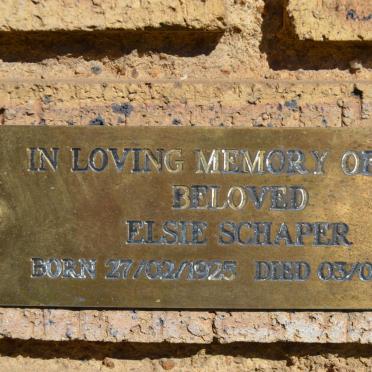 IN LOVING MEMORY OF
BELOVED
ELSIE SCHAPER
BORN 27/02/1925 DIED 03/0